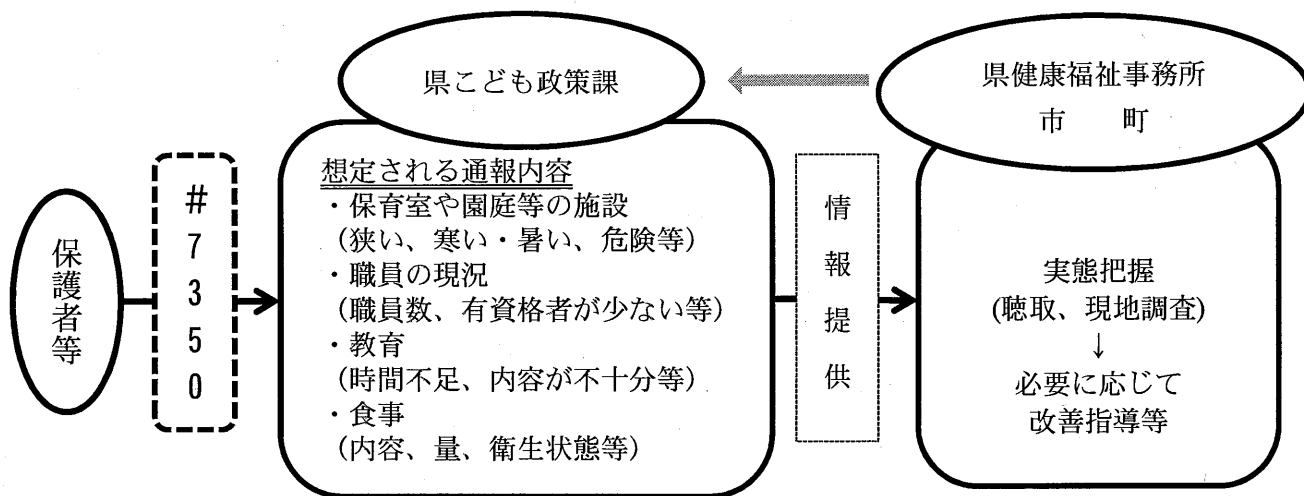 保護者等
#7350
県こども政策課
想定される通報内容
・保育室や園庭等の施設
(狭い、寒い・暑い、危険等)
・職員の現況
(職員数、有資格者が少ない等)
・教育
(時間不足、内容が不十分等)
・食事
(内容、量、衛生状態等)
情報提供
県健康福祉事務所
市　　町
実態把握
(聴取、現地調査)
↓
必要に応じて
改善指導等